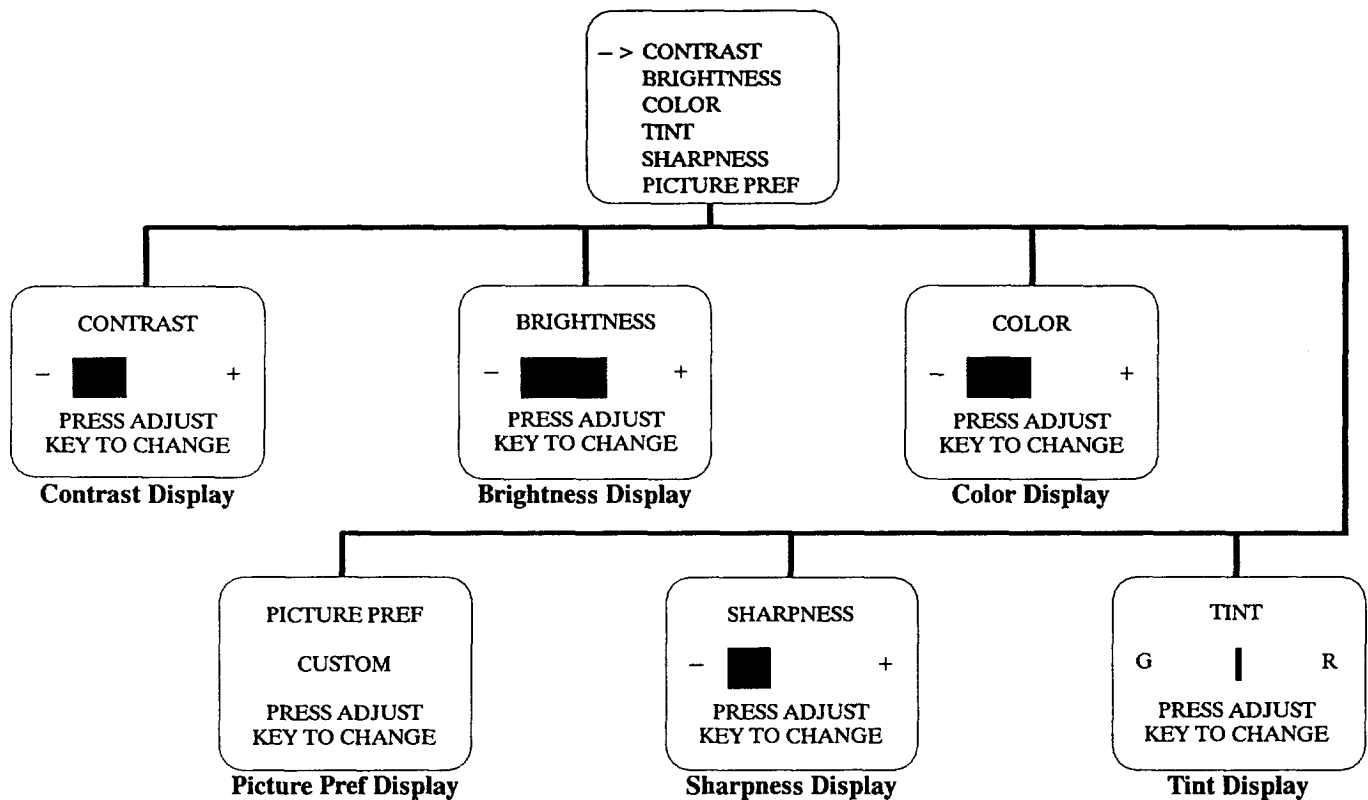 – > CONTRAST
BRIGHTNESS
COLOR
TINT
SHARPNESS
PICTURE PREF
CONTRAST
– +
PRESS ADJUST
KEY TO CHANGE
Contrast Display
BRIGHTNESS
– +
PRESS ADJUST
KEY TO CHANGE
Brightness Display
COLOR
– +
PRESS ADJUST
KEY TO CHANGE
Color Display
PICTURE PREF
CUSTOM
PRESS ADJUST
KEY TO CHANGE
Picture Pref Display
SHARPNESS
– +
PRESS ADJUST
KEY TO CHANGE
Sharpness Display
TINT
G R
PRESS ADJUST
KEY TO CHANGE
Tint Display